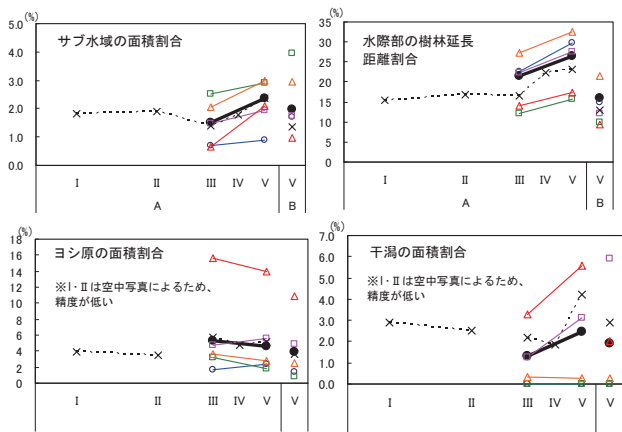 (%)
サブ水域の面積割合
5.0
4.0
3.0
2.0
1.0
0.0
I II III IV V V
A B
(%)
水際部の樹林延長
距離割合
35
30
25
20
15
10
5
0
I II III IV V V
A B
(%)
ヨシ原の面積割合
※I・II は空中写真によるため、
精度が低い
18
16
14
12
10
8
6
4
2
0
I II III IV V V
A B
(%)
干潟の面積割合
※I・II は空中写真によるため、
精度が低い
7.0
6.0
5.0
4.0
3.0
2.0
1.0
0.0
I II III IV V V
A B